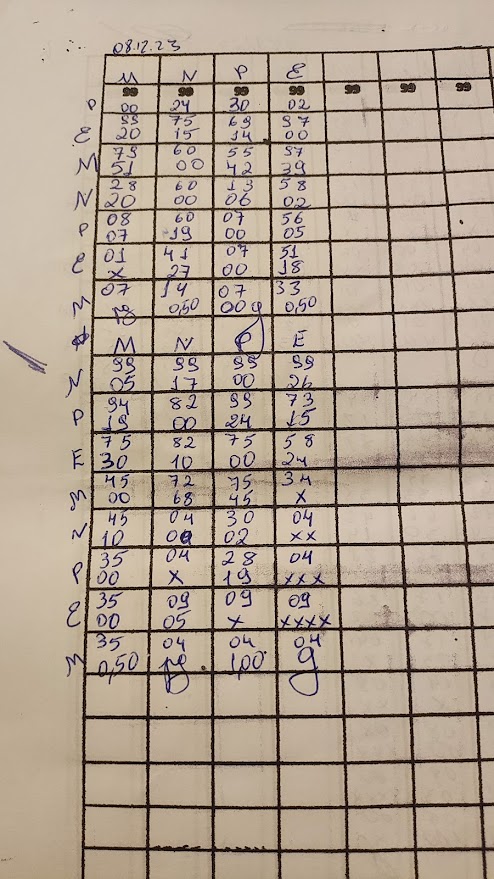 08.12.23
M N P E
99 99 99 99 99 99 99
P 00 24 30 02
99 75 69 97
E 20 15 14 00
79 60 55 97
M 51 00 42 39
28 60 13 58
N 20 00 06 02
08 60 07 56
P 07 19 00 05
01 41 07 51
E x 27 00 18
07 14 07 33
M 0,50 00 g 0,50
M N P E
99 99 99 99
N 05 17 00 26
94 82 99 73
P 19 00 24 15
75 82 75 58
E 30 10 00 24
45 72 75 34
M 00 68 45 x
45 04 30 04
N 10 00 02 xx
35 04 28 04
P 00 x 19 xxx
35 09 09 09
E 00 05 x xxxx
35 04 04 04
M 0,50 1,00 g